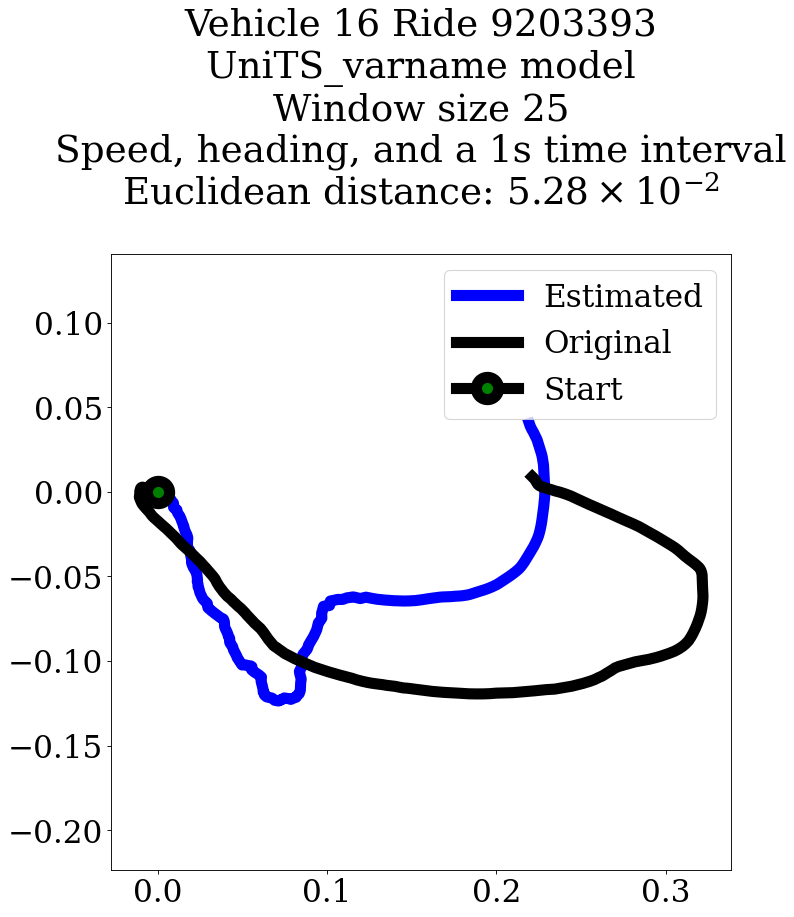 Vehicle 16 Ride 9203393
UniTS_varname model
Window size 25
Speed, heading, and a 1s time interval
Euclidean distance: 5.28 × 10⁻²
Estimated
Original
Start
0.10
0.05
0.00
−0.05
−0.10
−0.15
−0.20
0.0 0.1 0.2 0.3